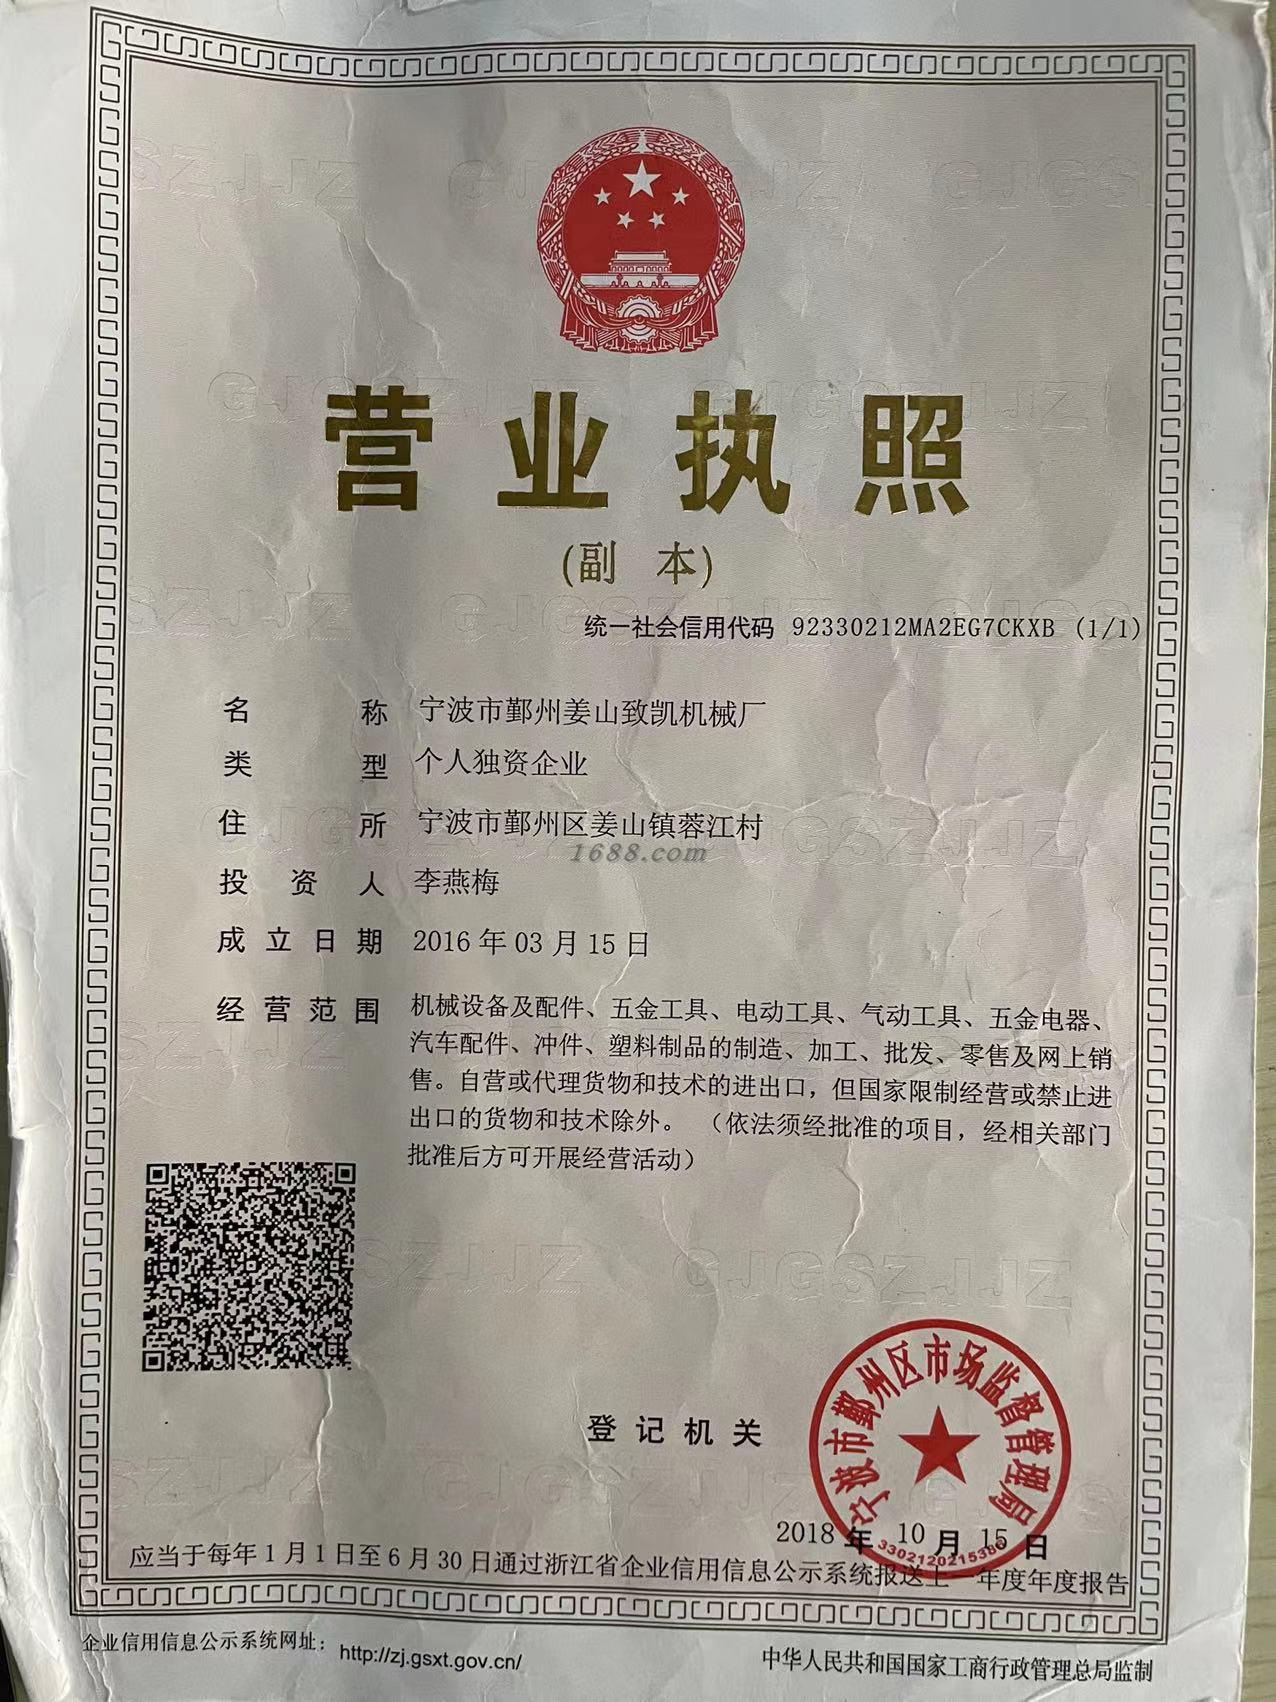 营业执照
(副 本)
统一社会信用代码 92330212MA2EG7CKXB (1/1)
名称 宁波市鄞州姜山致凯机械厂
类型 个人独资企业
住所 宁波市鄞州区姜山镇蓉江村
1688.com
投资人 李燕梅
成立日期 2016年03月15日
经营范围 机械设备及配件、五金工具、电动工具、气动工具、五金电器、
汽车配件、冲件、塑料制品的制造、加工、批发、零售及网上销
售。自营或代理货物和技术的进出口，但国家限制经营或禁止进
出口的货物和技术除外。（依法须经批准的项目，经相关部门
批准后方可开展经营活动）
登记机关
宁波市鄞州区市场监督管理局
2018年10月15日
3302120215386
应当于每年1月1日至6月30日通过浙江省企业信用信息公示系统报送上一年度年度报告
企业信用信息公示系统网址：http://zj.gsxt.gov.cn/
中华人民共和国国家工商行政管理总局监制